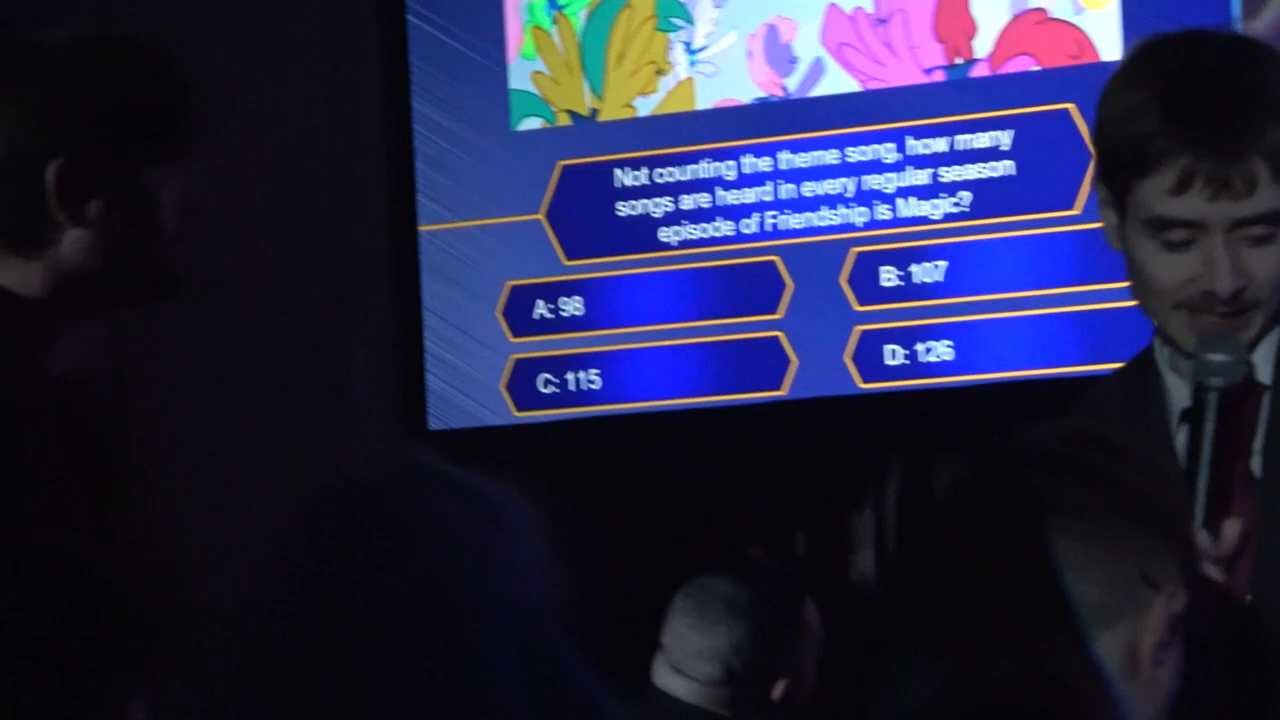 Not counting the theme song, how many
songs are heard in every regular season
episode of Friendship is Magic?
A: 98
B: 107
C: 115
D: 126